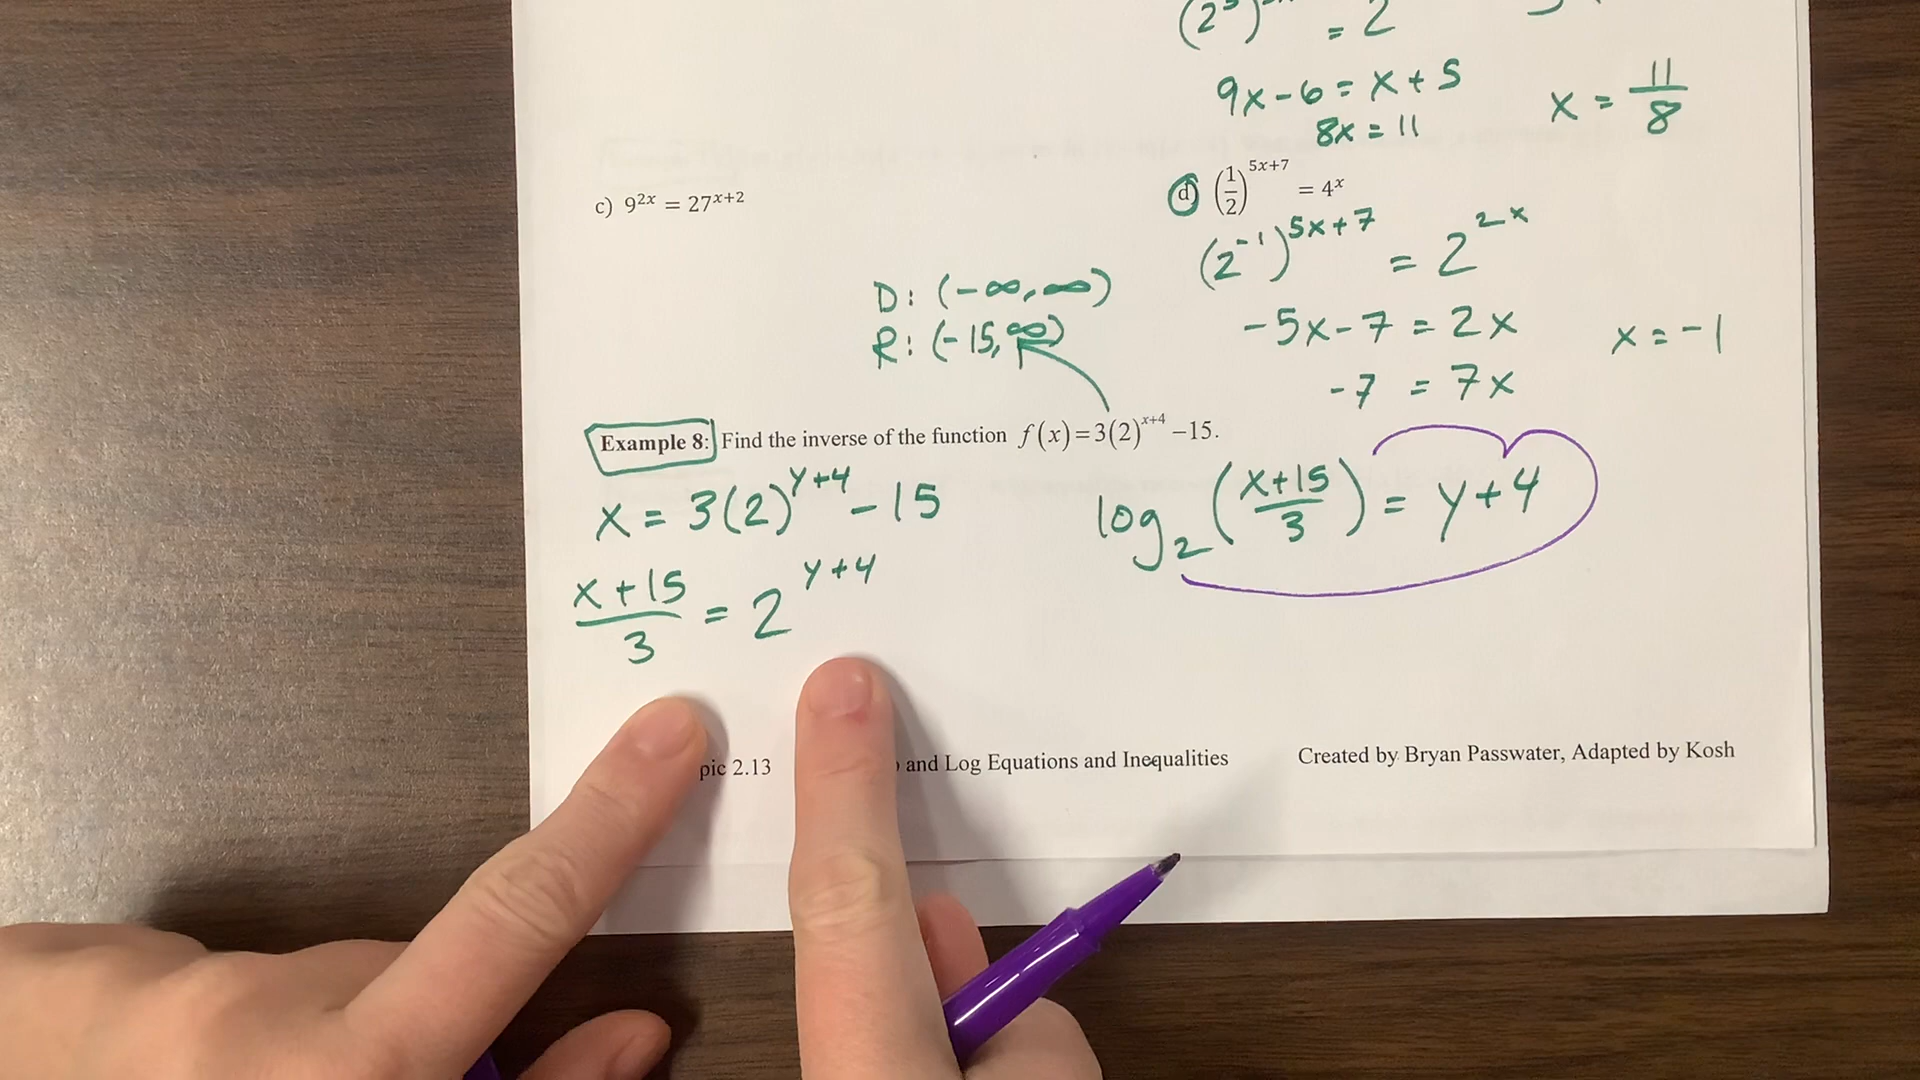 = 2
9x-6 = x+5
8x = 11
x = 11/8
c) 9^{2x} = 27^{x+2}
d) (1/2)^{5x+7} = 4^x
(2^{-1})^{5x+7} = 2^{2x}
-5x-7 = 2x
x = -1
-7 = 7x
D: (-∞, ∞)
R: (-15, ∞)
Example 8: Find the inverse of the function f(x)=3(2)^{x+4} −15.
x = 3(2)^{y+4} - 15
(x+15)/3 = 2^{y+4}
log_2 ((x+15)/3) = y+4
pic 2.13
and Log Equations and Inequalities
Created by Bryan Passwater, Adapted by Kosh